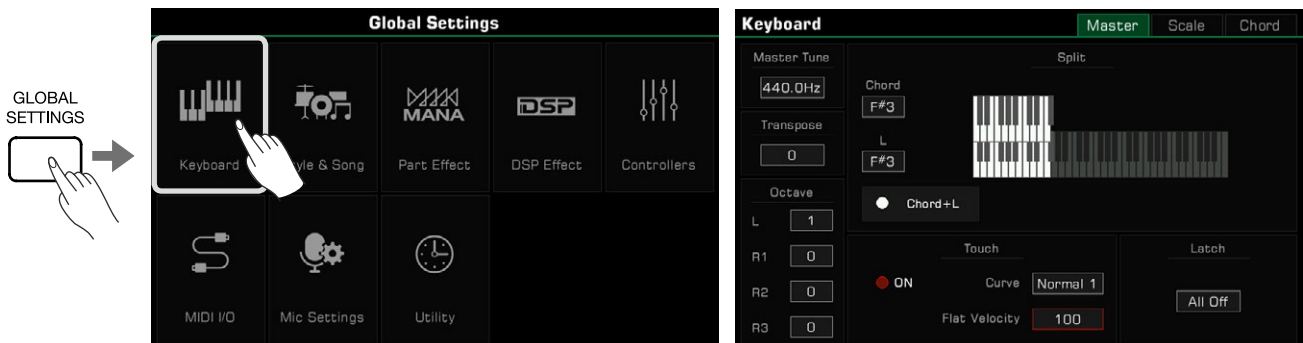 GLOBAL
SETTINGS
Global Settings
Keyboard
yle & Song
MANA
Part Effect
DSP
DSP Effect
Controllers
MIDI I/O
Mic Settings
Utility
Keyboard
Master
Scale
Chord
Master Tune
440.0Hz
Transpose
0
Octave
L 1
R1 0
R2 0
R3 0
Split
Chord
F#3
L
F#3
Chord+L
Touch
ON
Curve Normal 1
Flat Velocity 100
Latch
All Off